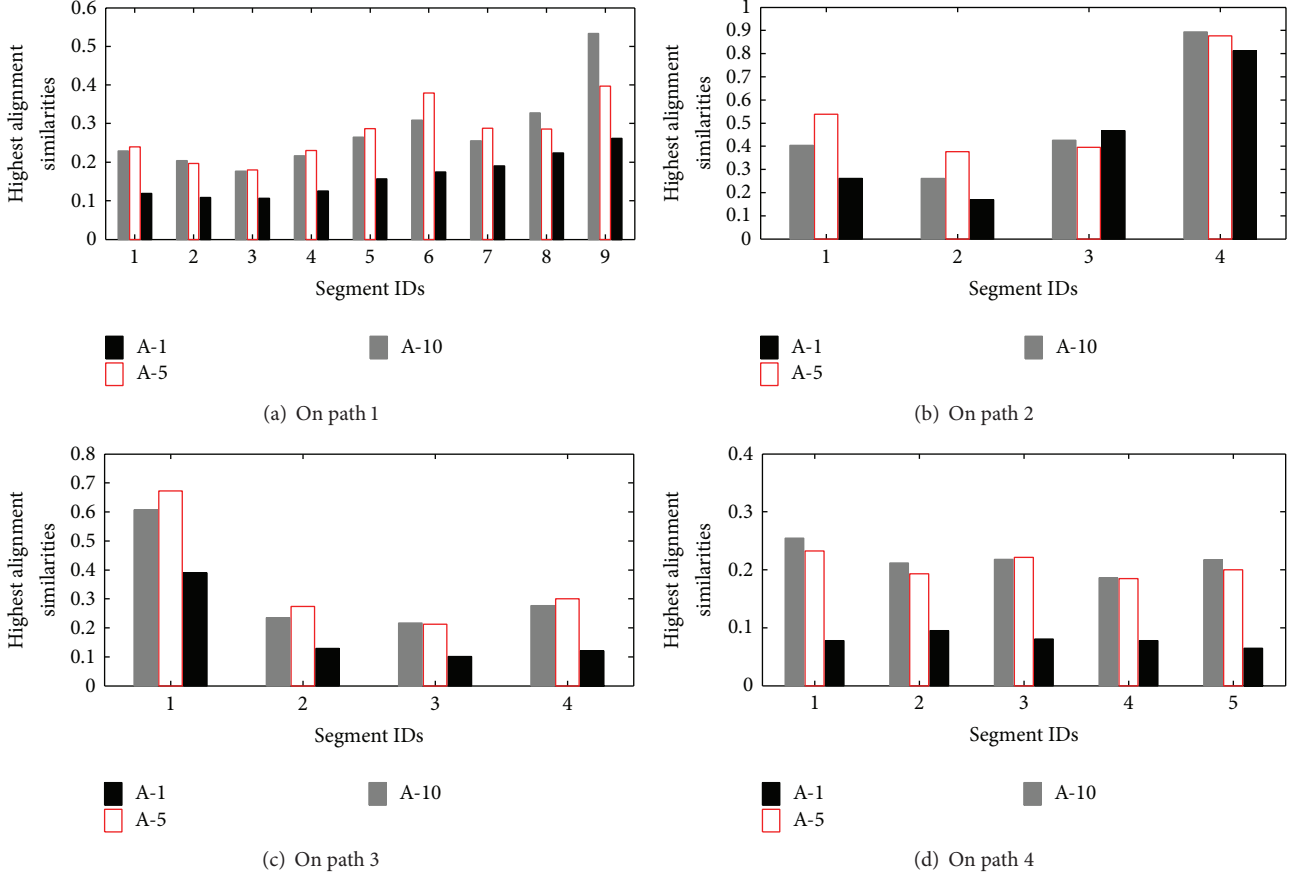 0.6
0.5
0.4
0.3
0.2
0.1
0
Highest alignment
similarities
1 2 3 4 5 6 7 8 9
Segment IDs
A-1
A-5
A-10
(a) On path 1
1
0.9
0.8
0.7
0.6
0.5
0.4
0.3
0.2
0.1
0
Highest alignment
similarities
1 2 3 4
Segment IDs
A-1
A-5
A-10
(b) On path 2
0.8
0.7
0.6
0.5
0.4
0.3
0.2
0.1
0
Highest alignment
similarities
1 2 3 4
Segment IDs
A-1
A-5
A-10
(c) On path 3
0.4
0.3
0.2
0.1
0
Highest alignment
similarities
1 2 3 4 5
Segment IDs
A-1
A-5
A-10
(d) On path 4